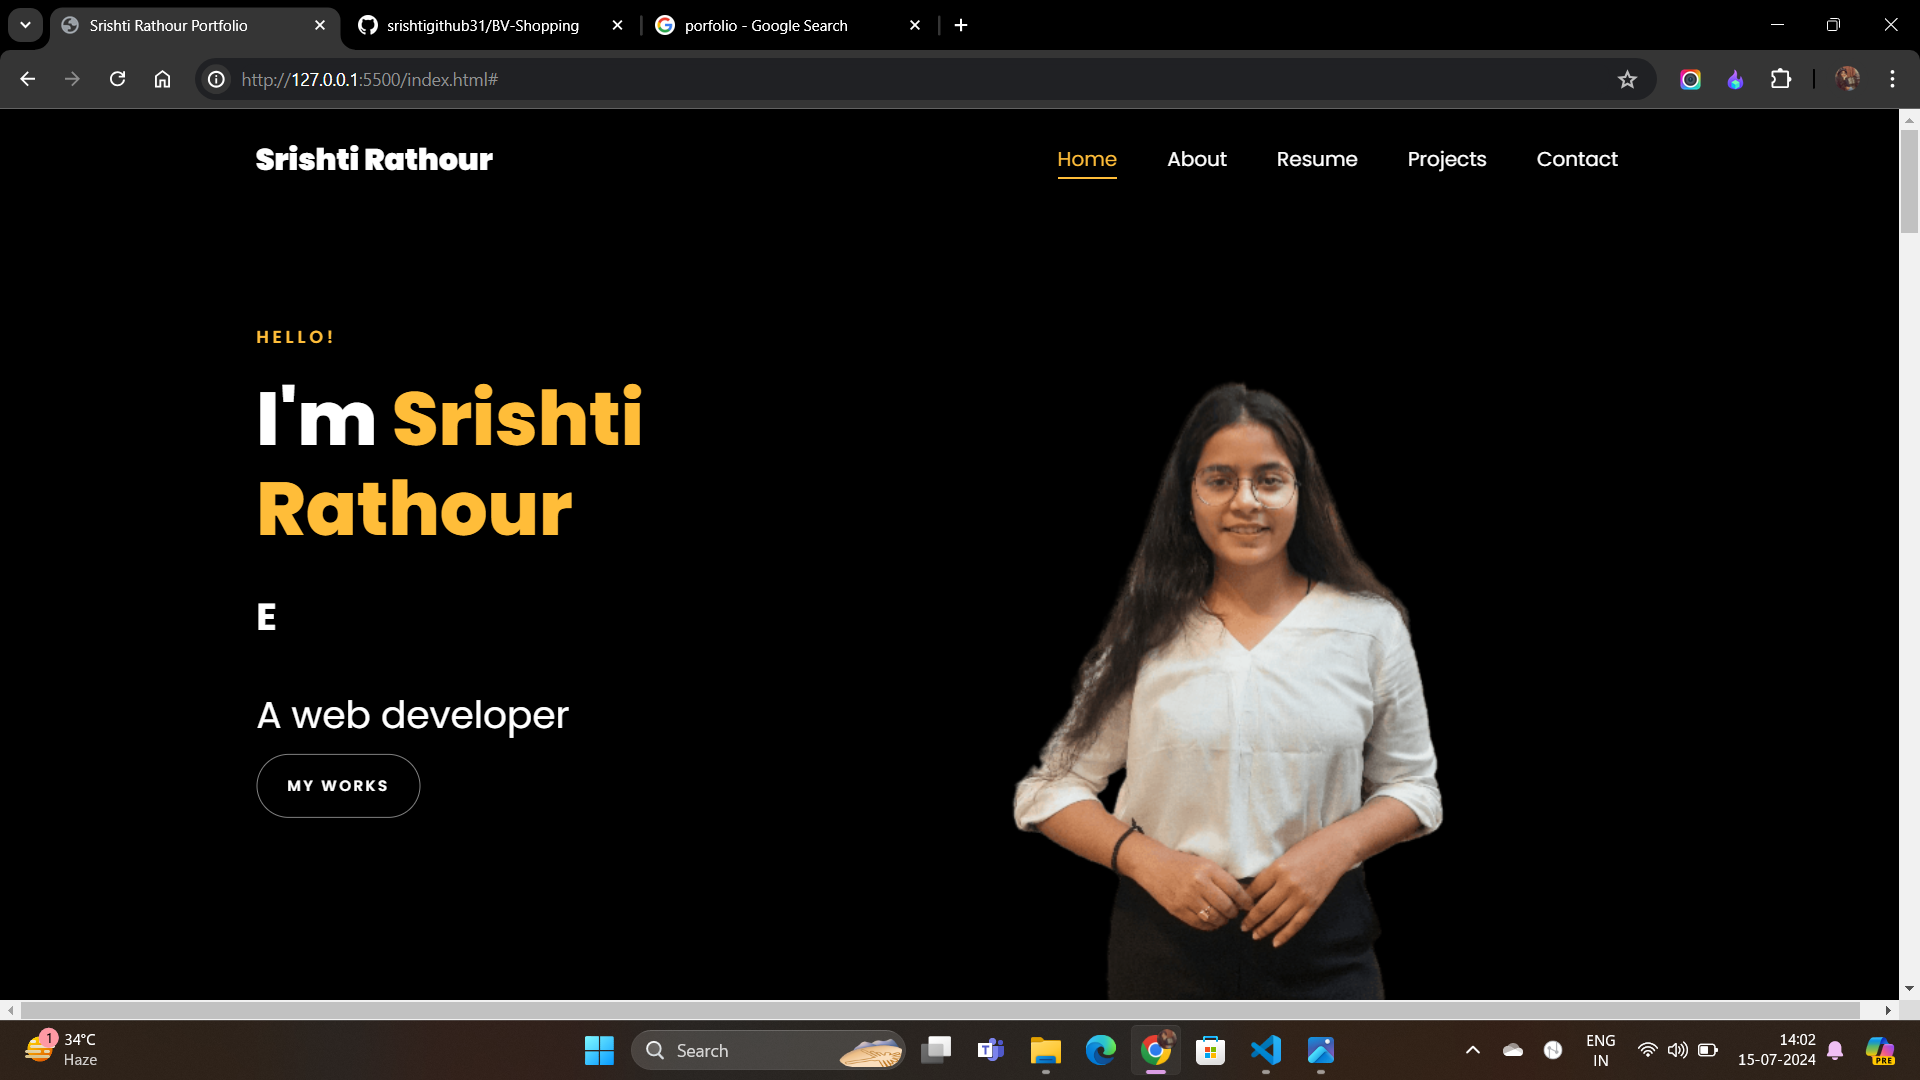 Srishti Rathour Portfolio
srishtigithub31/BV-Shopping
porfolio - Google Search
http://127.0.0.1:5500/index.html#
Srishti Rathour
Home
About
Resume
Projects
Contact
HELLO!
I'm Srishti
Rathour
E
A web developer
MY WORKS
1
34°C
Haze
Search
ENG
IN
14:02
15-07-2024
PRE